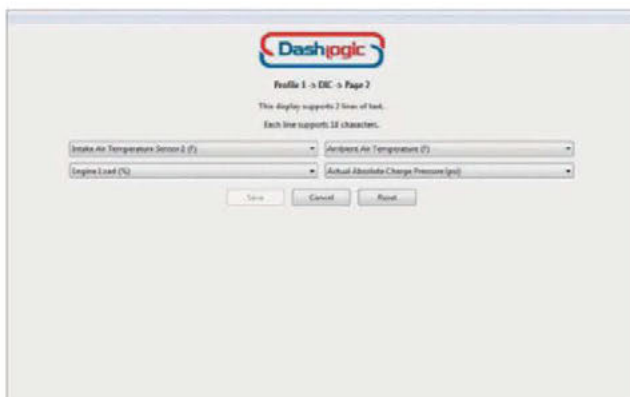 Dashlogic
Profile 1 -> DIC -> Page 2
This display supports 2 lines of text.
Each line supports 18 characters.
Intake Air Temperature Sensor 2 (f) Ambient Air Temperature (f)
Engine Load (%) Actual Absolute Charge Pressure (psi)
Save Cancel Reset